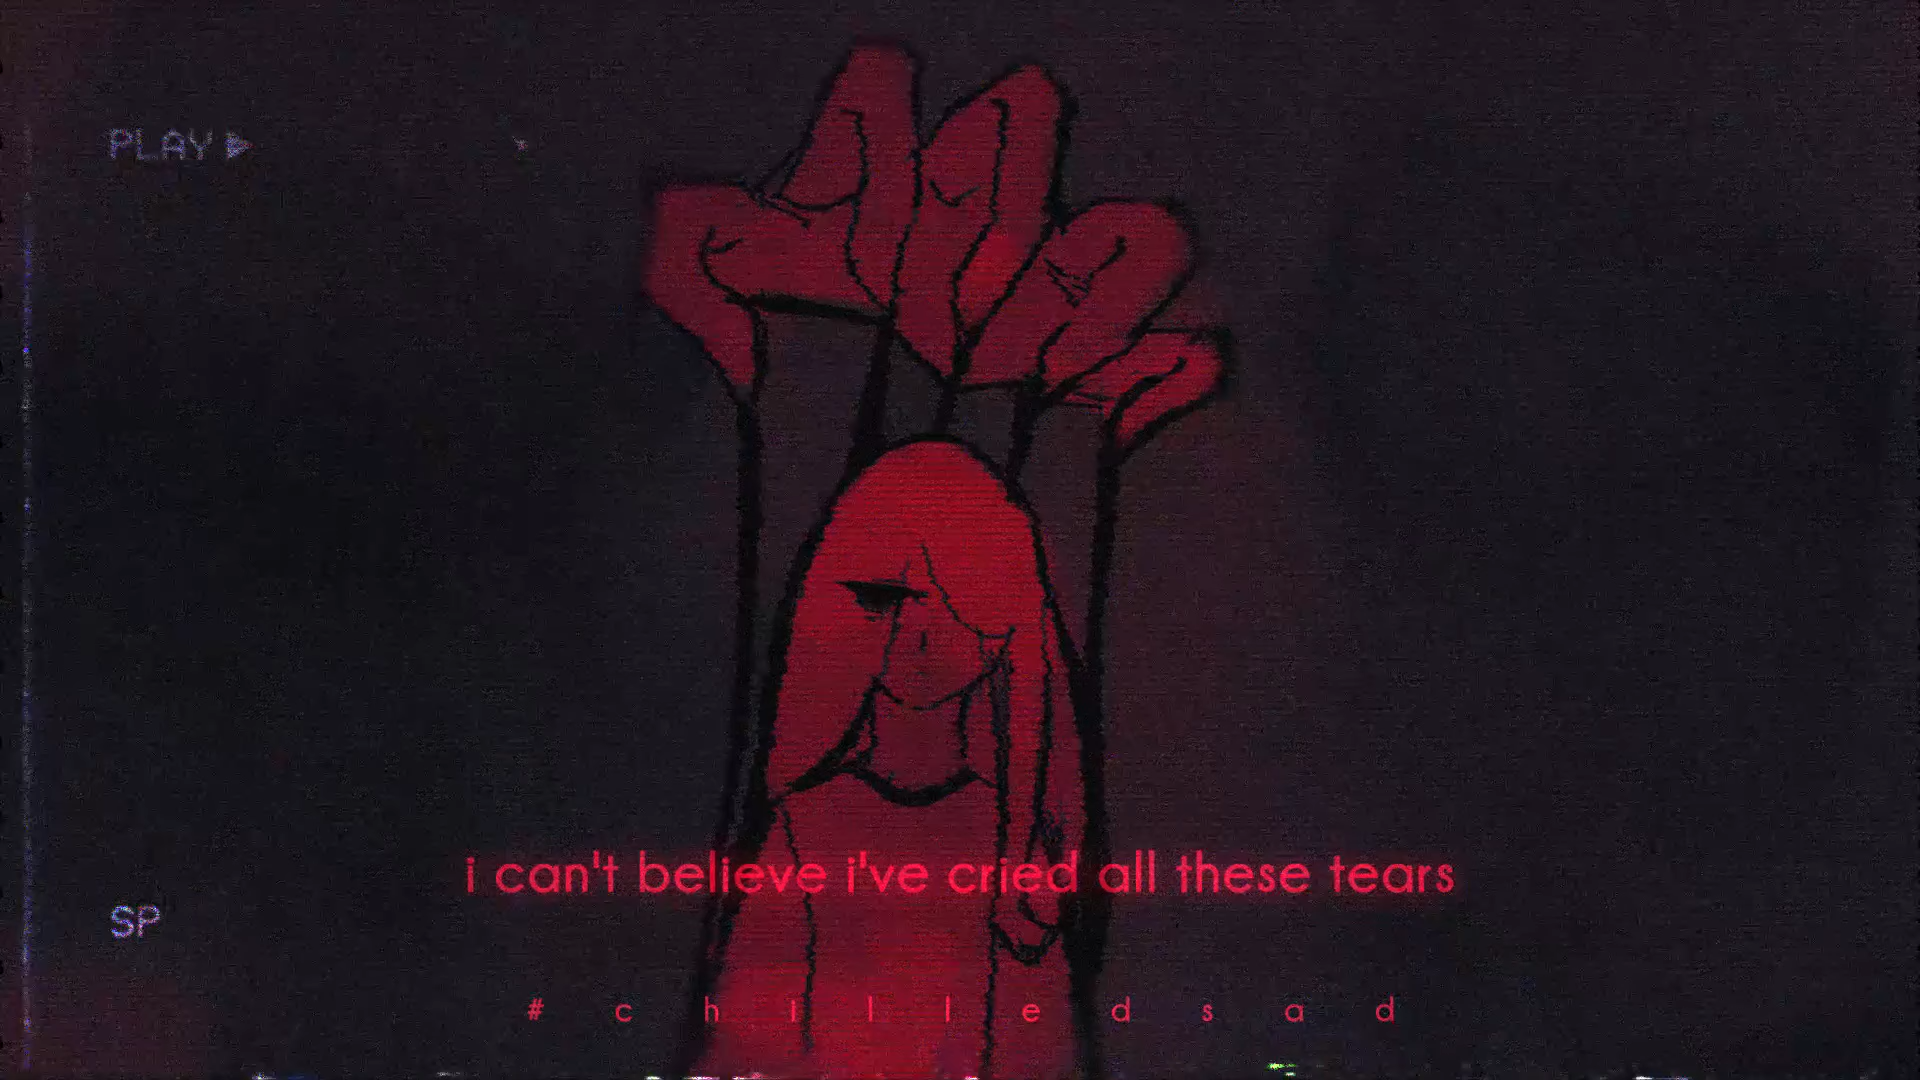 PLAY ▶
i can't believe i've cried all these tears
SP
# c h i l l e d s a d